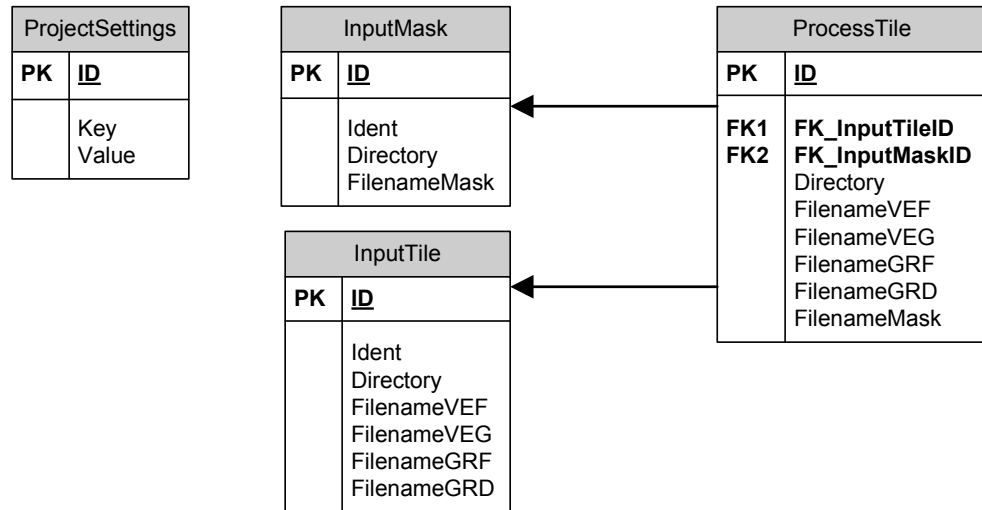 ProjectSettings
PK ID
Key
Value
InputMask
PK ID
Ident
Directory
FilenameMask
InputTile
PK ID
Ident
Directory
FilenameVEF
FilenameVEG
FilenameGRF
FilenameGRD
ProcessTile
PK ID
FK1 FK_InputTileID
FK2 FK_InputMaskID
Directory
FilenameVEF
FilenameVEG
FilenameGRF
FilenameGRD
FilenameMask